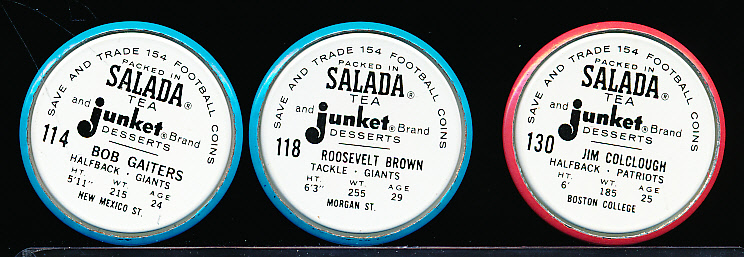 SAVE AND TRADE 154 FOOTBALL COINS
PACKED IN
SALADA®
TEA
and Junket® Brand
DESSERTS
114
BOB GAITERS
HALFBACK · GIANTS
HT. WT. AGE
5'11" 215 24
NEW MEXICO ST.
SAVE AND TRADE 154 FOOTBALL COINS
PACKED IN
SALADA®
TEA
and Junket® Brand
DESSERTS
118
ROOSEVELT BROWN
TACKLE · GIANTS
HT. WT. AGE
6'3" 255 29
MORGAN ST.
SAVE AND TRADE 154 FOOTBALL COINS
PACKED IN
SALADA®
TEA
and Junket® Brand
DESSERTS
130
JIM COLCLOUGH
HALFBACK · PATRIOTS
HT. WT. AGE
6' 185 25
BOSTON COLLEGE